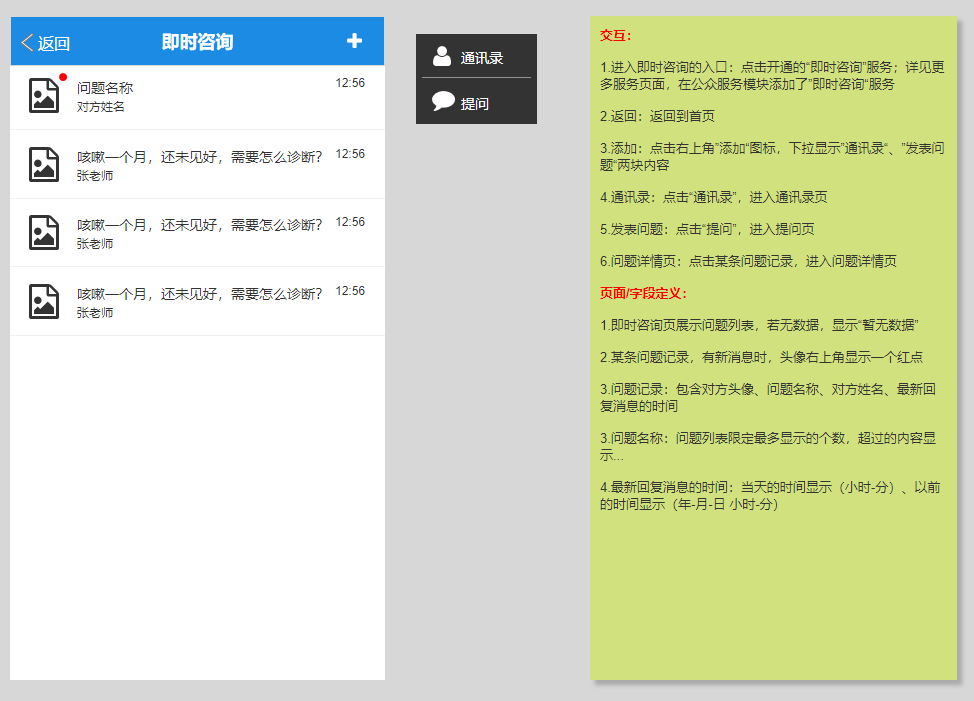 返回
即时咨询
问题名称
12:56
对方姓名
咳嗽一个月，还未见好，需要怎么诊断？
12:56
张老师
咳嗽一个月，还未见好，需要怎么诊断？
12:56
张老师
咳嗽一个月，还未见好，需要怎么诊断？
12:56
张老师
通讯录
提问
交互：
1.进入即时咨询的入口：点击开通的“即时咨询”服务；详见更
多服务页面，在公众服务模块添加了”即时咨询“服务
2.返回：返回到首页
3.添加：点击右上角”添加“图标，下拉显示”通讯录“、”发表问
题“两块内容
4.通讯录：点击“通讯录”，进入通讯录页
5.发表问题：点击“提问”，进入提问页
6.问题详情页：点击某条问题记录，进入问题详情页
页面/字段定义：
1.即时咨询页展示问题列表，若无数据，显示“暂无数据”
2.某条问题记录，有新消息时，头像右上角显示一个红点
3.问题记录：包含对方头像、问题名称、对方姓名、最新回
复消息的时间
3.问题名称：问题列表限定最多显示的个数，超过的内容显
示...
4.最新回复消息的时间：当天的时间显示（小时-分）、以前
的时间显示（年-月-日 小时-分）